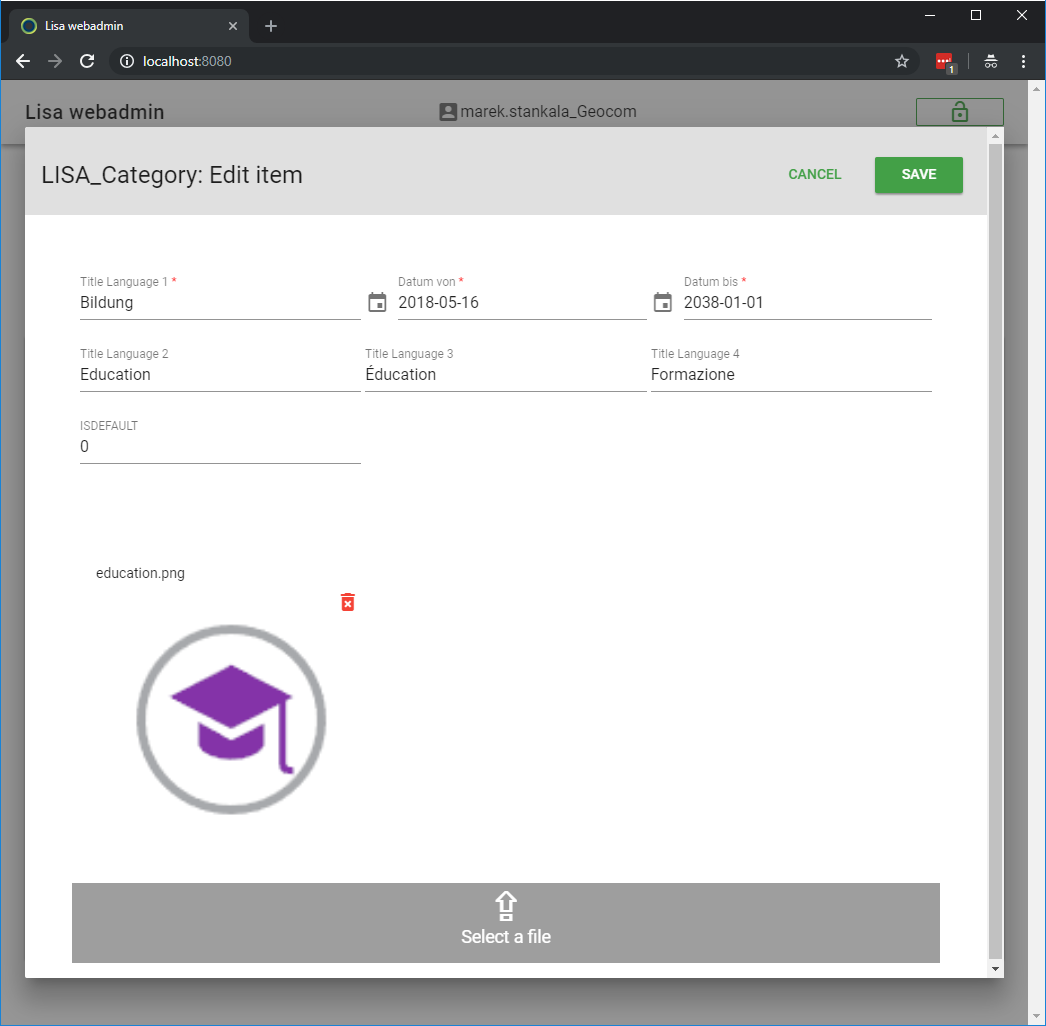 Lisa webadmin
localhost:8080
1
Lisa webadmin
marek.stankala_Geocom
LISA_Category: Edit item
CANCEL
SAVE
Title Language 1 *
Datum von *
Datum bis *
Bildung
2018-05-16
2038-01-01
Title Language 2
Title Language 3
Title Language 4
Education
Éducation
Formazione
ISDEFAULT
0
education.png
Select a file